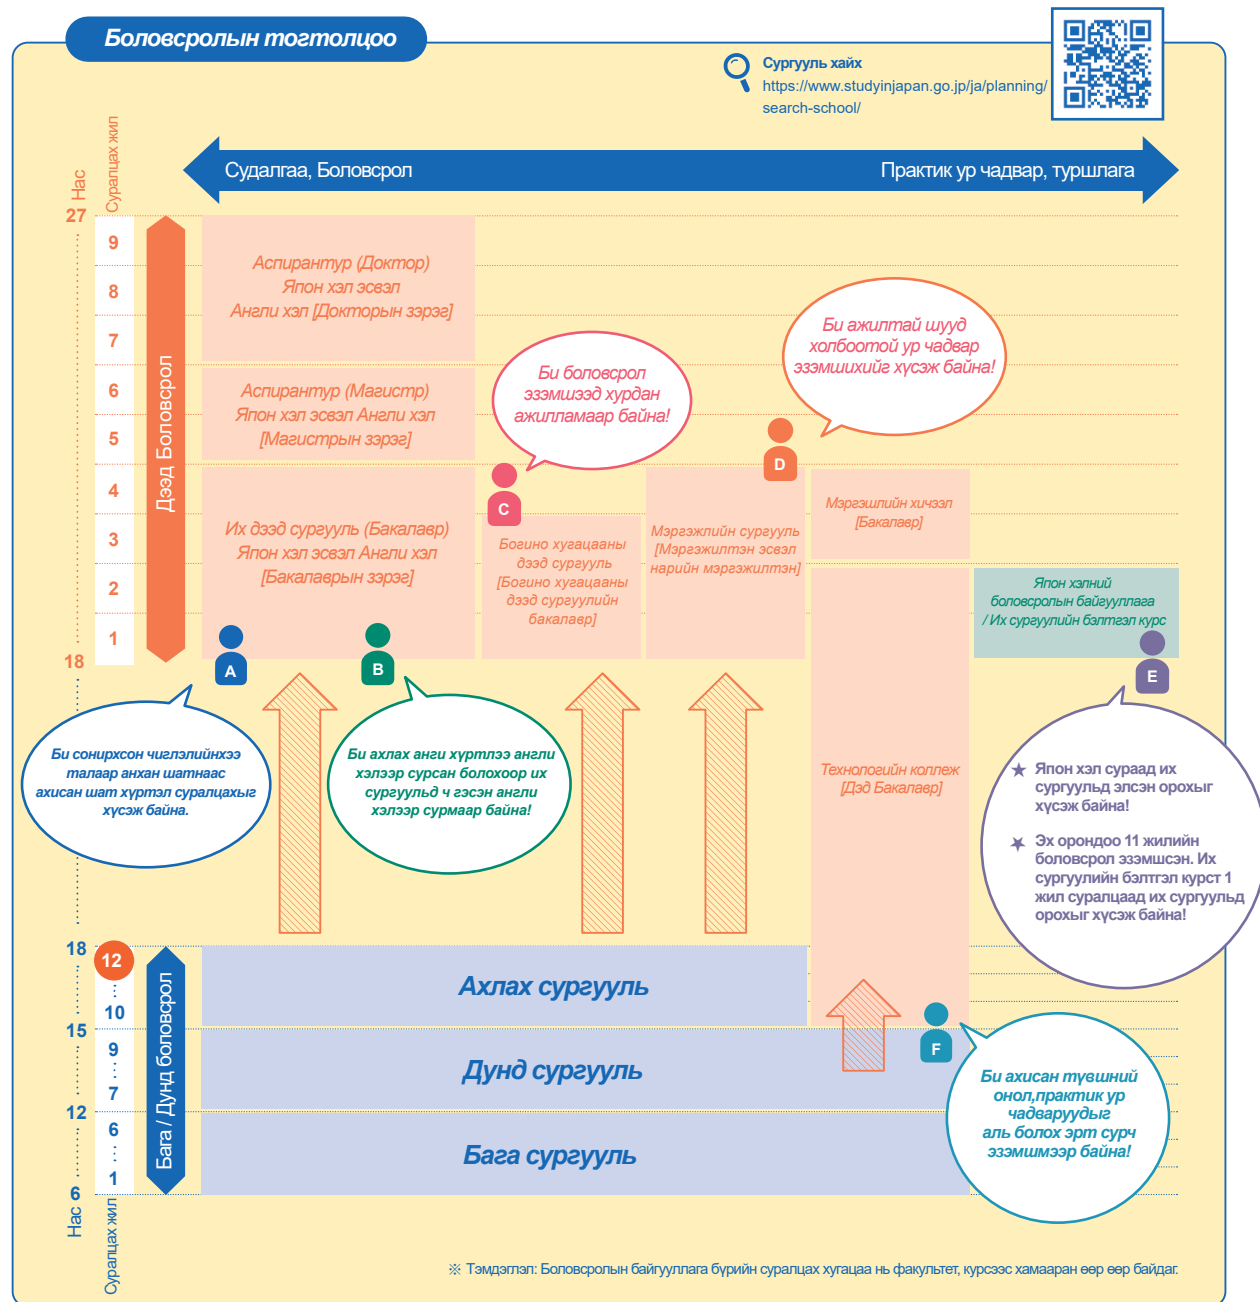 Боловсролын тогтолцоо
Сургууль хайх
https://www.studyinjapan.go.jp/ja/planning/
search-school/
Судалгаа, Боловсрол
Практик ур чадвар, туршлага
Нас
Суралцах жил
27
9
8
7
6
5
4
3
2
1
18
Дээд Боловсрол
Аспирантур (Доктор)
Япон хэл эсвэл
Англи хэл [Докторын зэрэг]
Аспирантур (Магистр)
Япон хэл эсвэл Англи хэл
[Магистрын зэрэг]
Их дээд сургууль (Бакалавр)
Япон хэл эсвэл Англи хэл
[Бакалаврын зэрэг]
Би боловсрол
эзэмшээд хурдан
ажилламаар байна!
C
Богино хугацааны
дээд сургууль
[Богино хугацааны
дээд сургуулийн
бакалавр]
Би ажилтай шууд
холбоотой ур чадвар
эзэмшихийг хүсэж байна!
D
Мэргэжлийн сургууль
[Мэргэжилтэн эсвэл
нарийн мэргэжилтэн]
Мэргэшлийн хичээл
[Бакалавр]
Япон хэлний
боловсролын байгууллага
/ Их сургуулийн бэлтгэл курс
A
B
E
Би сонирхсон чиглэлийнхээ
талаар анхан шатнаас
ахисан шат хүртэл суралцахыг
хүсэж байна.
Би ахлах анги хүртлээ англи
хэлээр сурсан болохоор их
сургуульд ч гэсэн англи
хэлээр сурмаар байна!
Технологийн коллеж
[Дэд Бакалавр]
★ Япон хэл сураад их
сургуульд элсэн орохыг
хүсэж байна!
★ Эх орондоо 11 жилийн
боловсрол эзэмшсэн. Их
сургуулийн бэлтгэл курст 1
жил суралцаад их сургуульд
орохыг хүсэж байна!
18
12
10
15
9
7
12
6
1
6
Нас
Суралцах жил
Бага / Дунд боловсрол
Ахлах сургууль
Дунд сургууль
Бага сургууль
F
Би ахисан түвшний
онол,практик ур
чадваруудыг
аль болох эрт сурч
эзэмшмээр байна!
※ Тэмдэглэл: Боловсролын байгууллага бүрийн суралцах хугацаа нь факультет, курсээс хамааран өөр өөр байдаг.